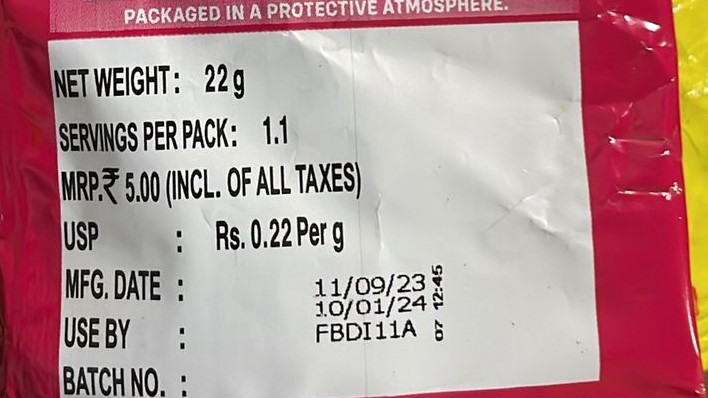 PACKAGED IN A PROTECTIVE ATMOSPHERE.
NET WEIGHT: 22 g
SERVINGS PER PACK: 1.1
MRP.₹ 5.00 (INCL. OF ALL TAXES)
USP : Rs. 0.22 Per g
MFG. DATE : 11/09/23
USE BY : 10/01/24
BATCH NO. : FBDI11A
07 12:45